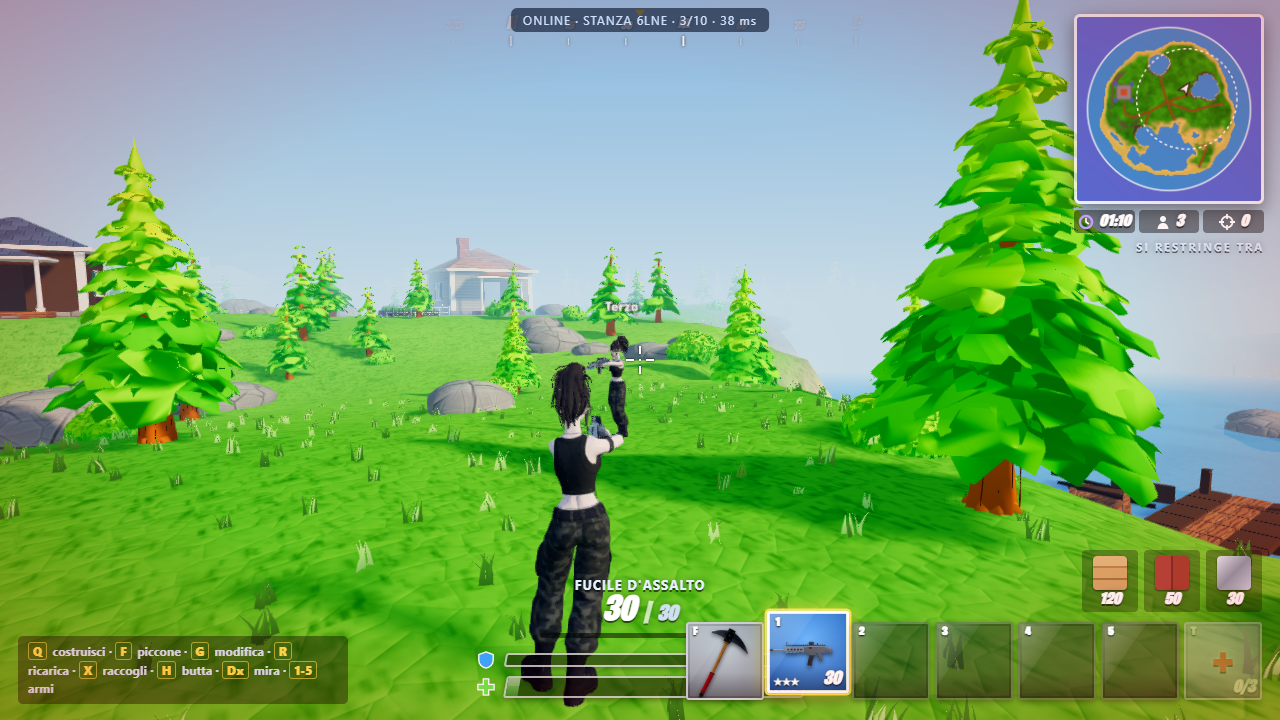 ONLINE · STANZA 6LNE · 3/10 · 38 ms
01:10
3
0
SI RESTRINGE TRA
Terzo
FUCILE D'ASSALTO
30 / 30
120
50
30
Q costruisci · F piccone · G modifica · R
ricarica · X raccogli · H butta · Dx mira · 1-5
armi
F
1
30
2
3
4
5
T
0/3